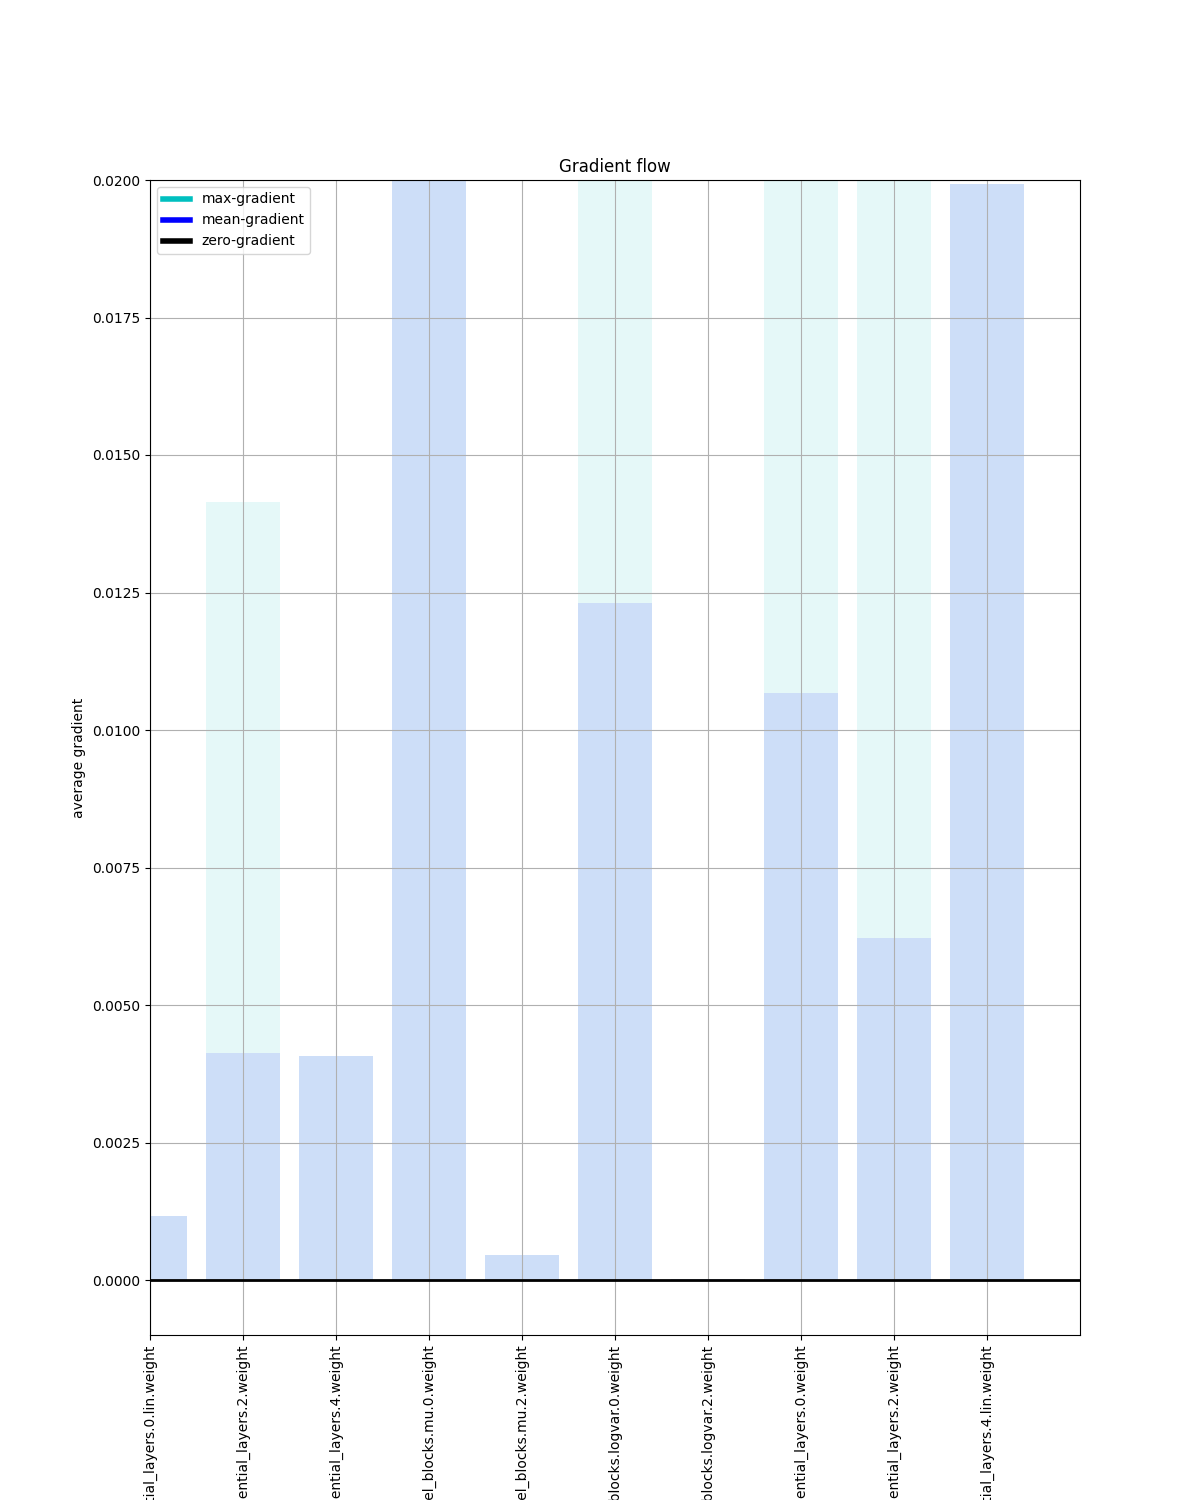 Gradient flow
max-gradient
mean-gradient
zero-gradient
0.0200
0.0175
0.0150
0.0125
0.0100
0.0075
0.0050
0.0025
0.0000
average gradient
tial_layers.0.lin.weight
ential_layers.2.weight
ential_layers.4.weight
el_blocks.mu.0.weight
el_blocks.mu.2.weight
blocks.logvar.0.weight
blocks.logvar.2.weight
ential_layers.0.weight
ential_layers.2.weight
tial_layers.4.lin.weight